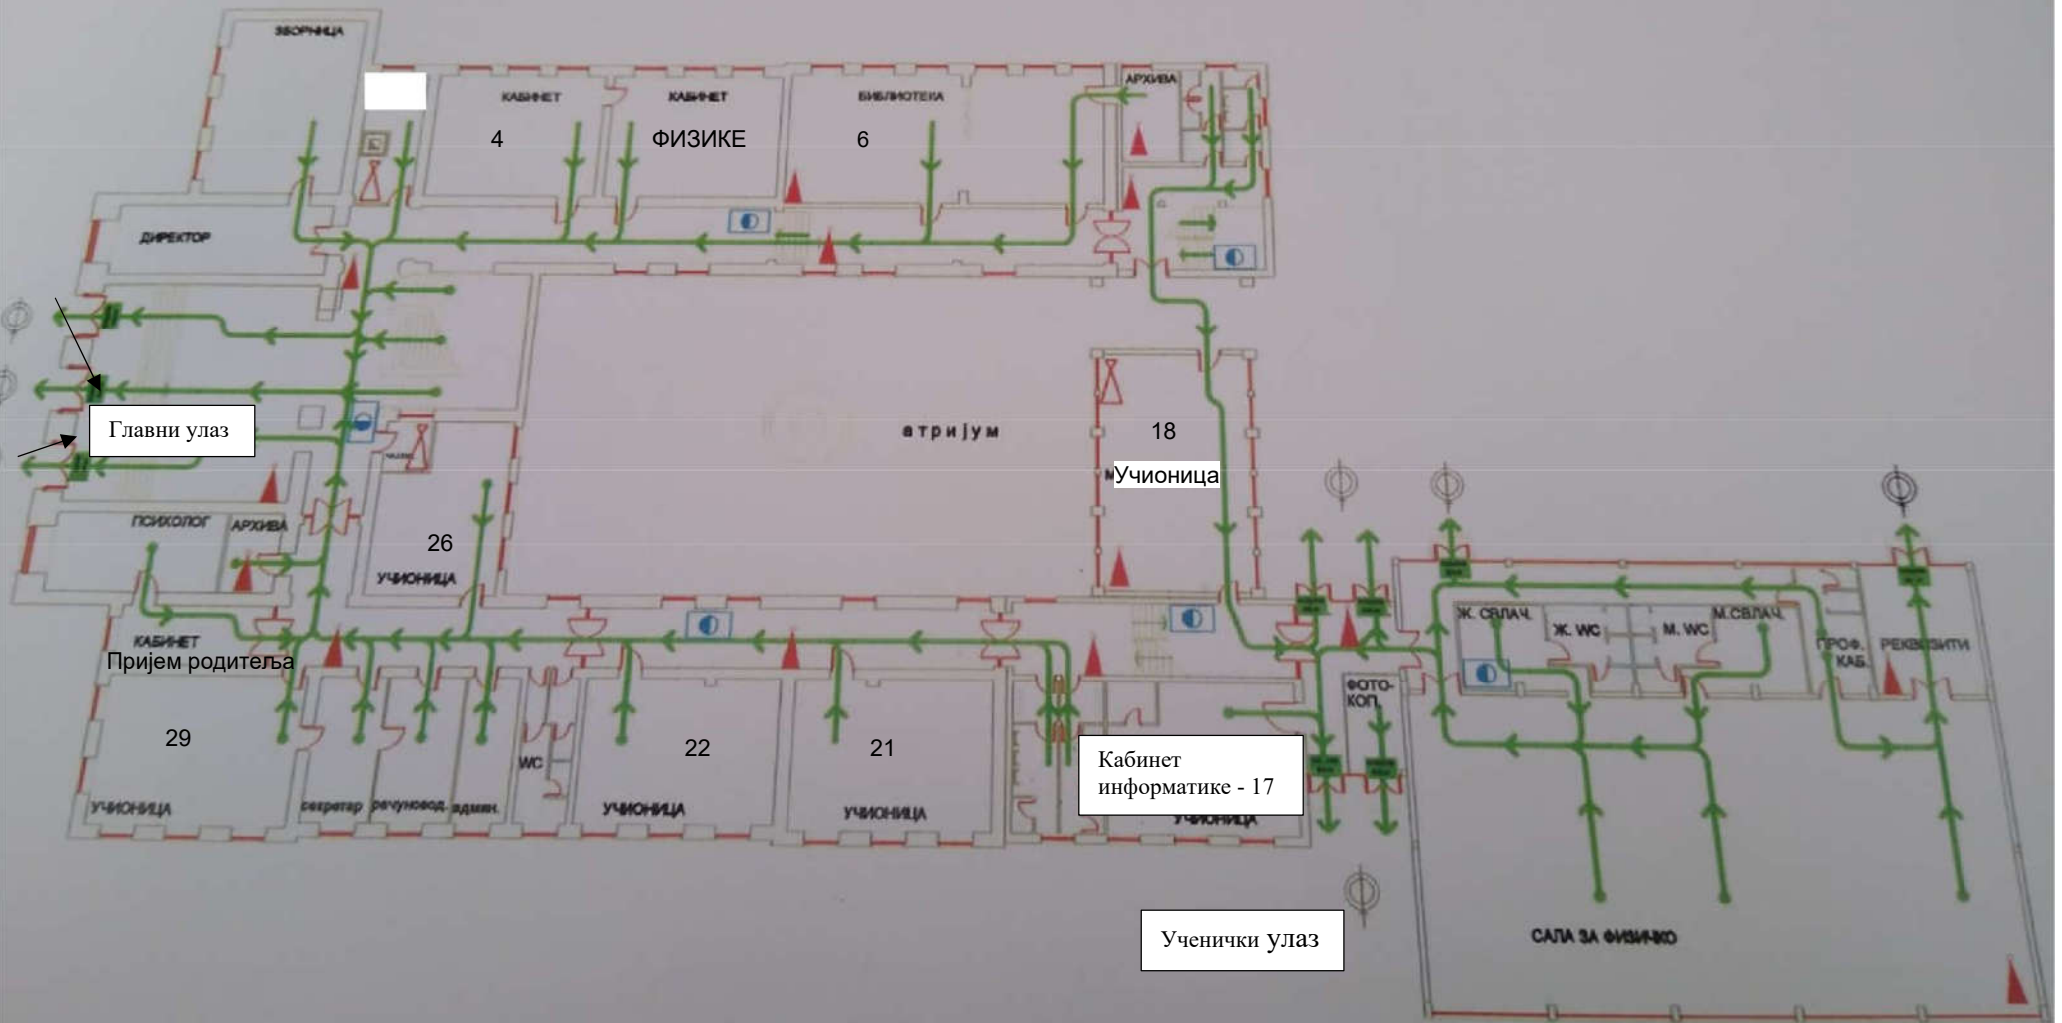 ЗБОРНИЦА
КАБИНЕТ
4
КАБИНЕТ
ФИЗИКЕ
БИБЛИОТЕКА
6
АРХИВА
ДИРЕКТОР
Главни улаз
атријум
18
Учионица
ПСИХОЛОГ
АРХИВА
26
УЧИОНИЦА
КАБИНЕТ
Пријем родитеља
29
УЧИОНИЦА
секретар
рачуновод.
админ.
WC
22
УЧИОНИЦА
21
УЧИОНИЦА
Кабинет
информатике - 17
УЧИОНИЦА
ФОТО-
КОП.
Ж. СВЛАЧ.
Ж. WC
М. WC
М.СВЛАЧ.
ПРОФ.
КАБ.
РЕКВИЗИТИ
Ученички улаз
САЛА ЗА ФИЗИЧКО